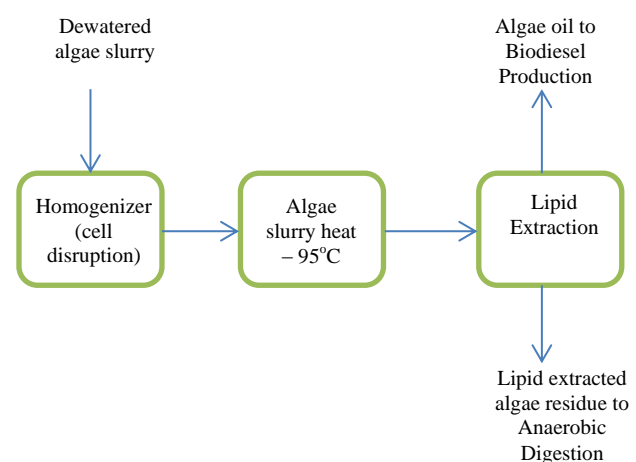 Dewatered
algae slurry
Algae oil to
Biodiesel
Production
Homogenizer
(cell
disruption)
Algae
slurry heat
– 95°C
Lipid
Extraction
Lipid extracted
algae residue to
Anaerobic
Digestion